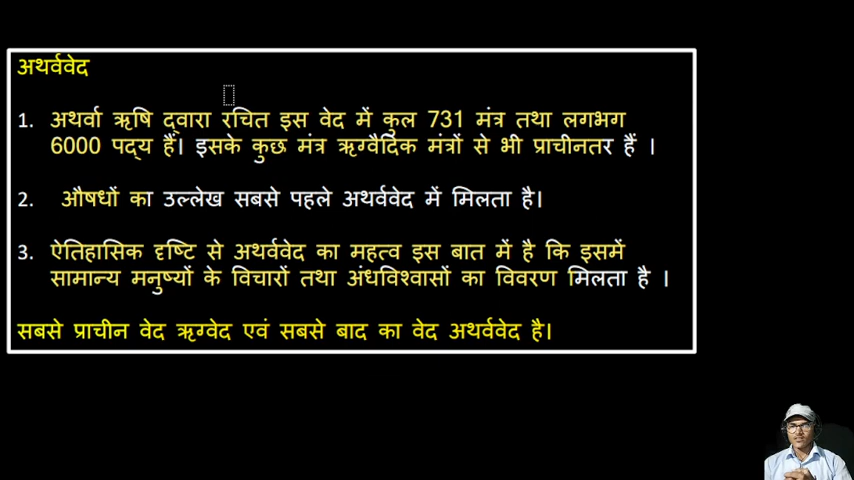 अथर्ववेद
1. अथर्वा ऋषि द्वारा रचित इस वेद में कुल 731 मंत्र तथा लगभग
6000 पद्य हैं। इसके कुछ मंत्र ऋग्वैदिक मंत्रों से भी प्राचीनतर हैं ।
2. औषधों का उल्लेख सबसे पहले अथर्ववेद में मिलता है।
3. ऐतिहासिक दृष्टि से अथर्ववेद का महत्व इस बात में है कि इसमें
सामान्य मनुष्यों के विचारों तथा अंधविश्वासों का विवरण मिलता है ।
सबसे प्राचीन वेद ऋग्वेद एवं सबसे बाद का वेद अथर्ववेद है।